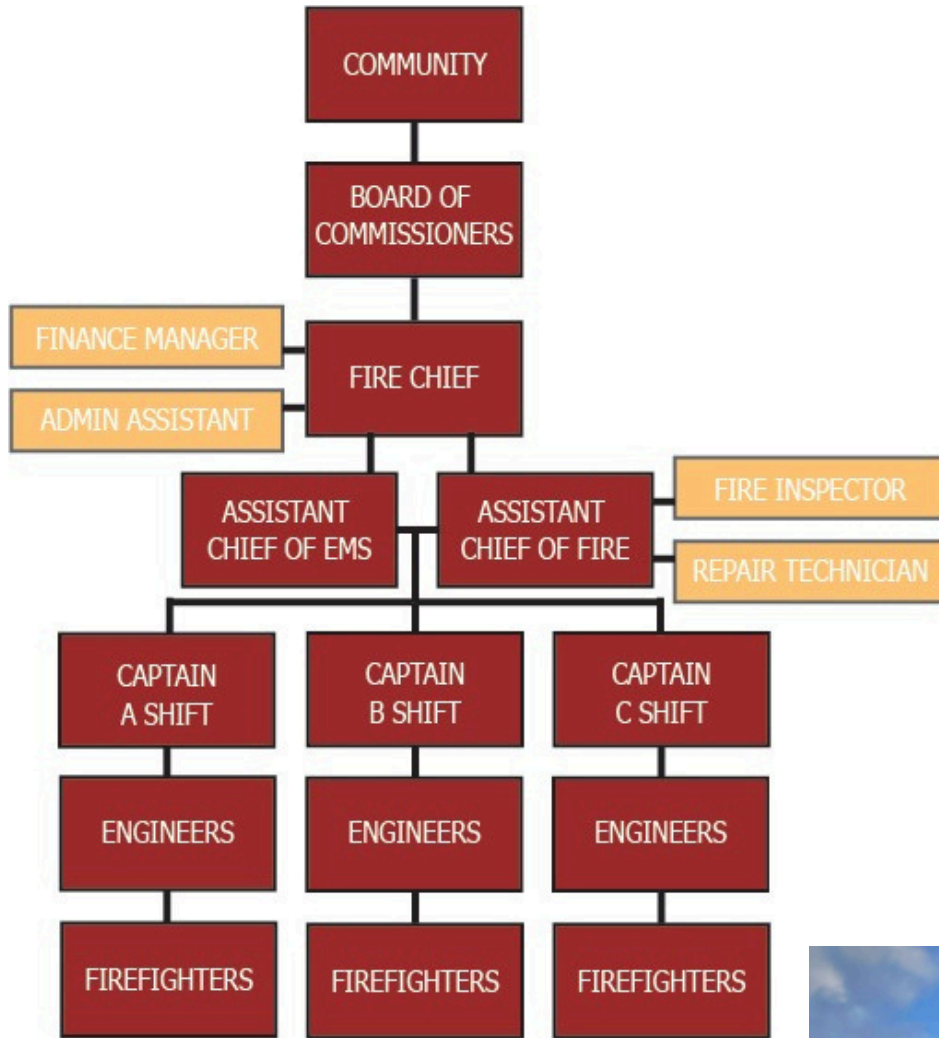 COMMUNITY
BOARD OF
COMMISSIONERS
FINANCE MANAGER
FIRE CHIEF
ADMIN ASSISTANT
ASSISTANT
CHIEF OF EMS
ASSISTANT
CHIEF OF FIRE
FIRE INSPECTOR
REPAIR TECHNICIAN
CAPTAIN
A SHIFT
CAPTAIN
B SHIFT
CAPTAIN
C SHIFT
ENGINEERS
ENGINEERS
ENGINEERS
FIREFIGHTERS
FIREFIGHTERS
FIREFIGHTERS